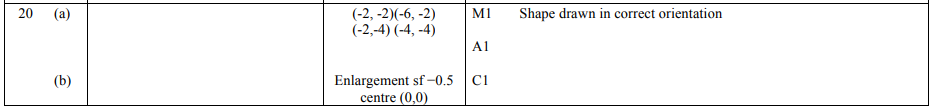 20 (a) (-2, -2)(-6, -2) M1 Shape drawn in correct orientation
(-2,-4) (-4, -4)
A1
(b) Enlargement sf −0.5 C1
centre (0,0)